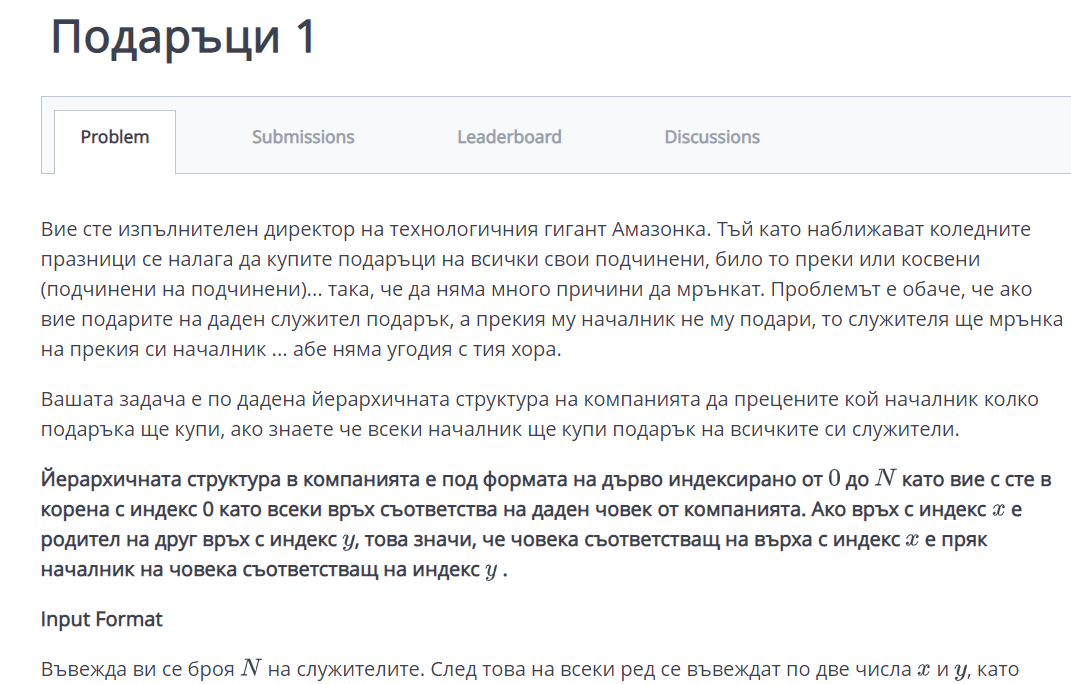 Подаръци 1
Problem
Submissions
Leaderboard
Discussions
Вие сте изпълнителен директор на технологичния гигант Амазонка. Тъй като наближават коледните
празници се налага да купите подаръци на всички свои подчинени, било то преки или косвени
(подчинени на подчинени)... така, че да няма много причини да мрънкат. Проблемът е обаче, че ако
вие подарите на даден служител подарък, а прекия му началник не му подари, то служителя ще мрънка
на прекия си началник ... абе няма угодия с тия хора.
Вашата задача е по дадена йерархичната структура на компанията да прецените кой началник колко
подаръка ще купи, ако знаете че всеки началник ще купи подарък на всичките си служители.
Йерархичната структура в компанията е под формата на дърво индексирано от 0 до N като вие с сте в
корена с индекс 0 като всеки връх съответства на даден човек от компанията. Ако връх с индекс x е
родител на друг връх с индекс y, това значи, че човека съответстващ на върха с индекс x е пряк
началник на човека съответстващ на индекс y .
Input Format
Въвежда ви се броя N на служителите. След това на всеки ред се въвеждат по две числа x и y, като